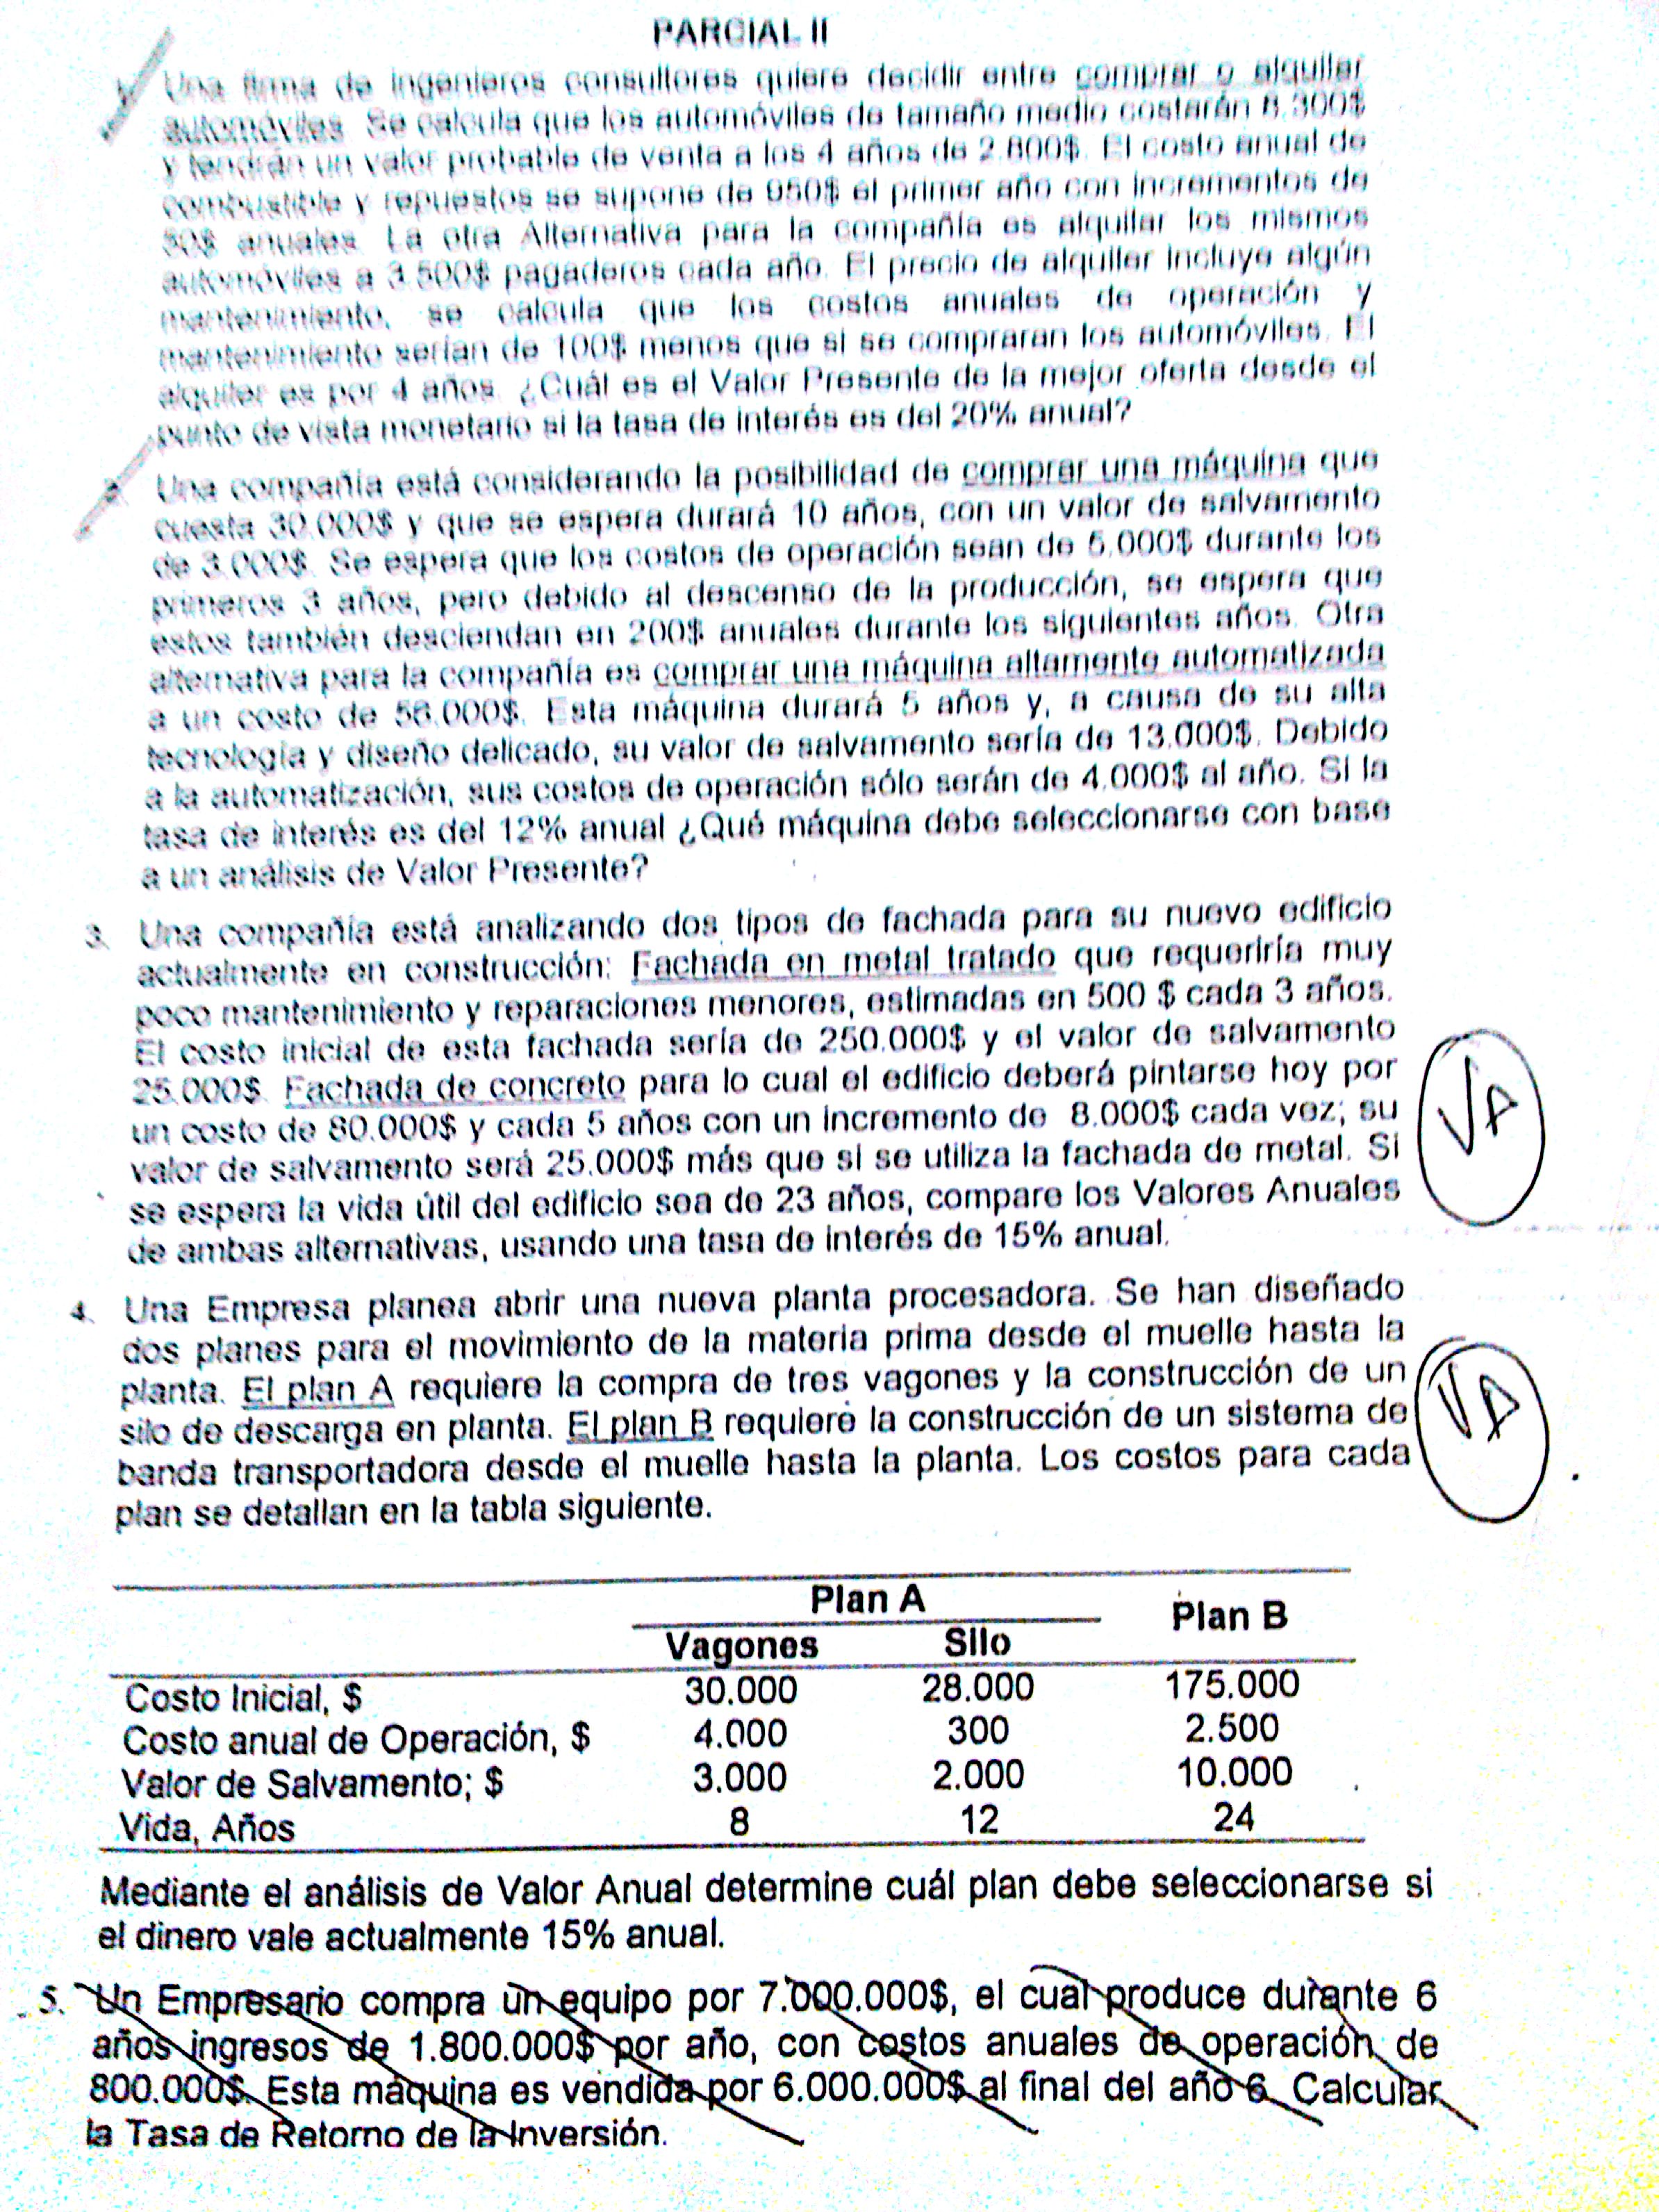 PARCIAL II
1. Una firma de ingenieros consultores quiere decidir entre comprar o alquilar
automóviles. Se calcula que los automóviles de tamaño medio costarán 8.300$
y tendrán un valor probable de venta a los 4 años de 2.800$. El costo anual de
combustible y repuestos se supone de 950$ el primer año con incrementos de
50$ anuales. La otra Alternativa para la compañía es alquilar los mismos
automóviles a 3.500$ pagaderos cada año. El precio de alquiler incluye algún
mantenimiento, se calcula que los costos anuales de operación y
mantenimiento serían de 100$ menos que si se compraran los automóviles. El
alquiler es por 4 años. ¿Cuál es el Valor Presente de la mejor oferta desde el
punto de vista monetario si la tasa de interés es del 20% anual?
2. Una compañía está considerando la posibilidad de comprar una máquina que
cuesta 30.000$ y que se espera durará 10 años, con un valor de salvamento
de 3.000$. Se espera que los costos de operación sean de 5.000$ durante los
primeros 3 años, pero debido al descenso de la producción, se espera que
estos también desciendan en 200$ anuales durante los siguientes años. Otra
alternativa para la compañía es comprar una máquina altamente automatizada
a un costo de 56.000$. Esta máquina durará 5 años y, a causa de su alta
tecnología y diseño delicado, su valor de salvamento sería de 13.000$. Debido
a la automatización, sus costos de operación sólo serán de 4.000$ al año. Si la
tasa de interés es del 12% anual ¿Qué máquina debe seleccionarse con base
a un análisis de Valor Presente?
3. Una compañía está analizando dos tipos de fachada para su nuevo edificio
actualmente en construcción: Fachada en metal tratado que requeriría muy
poco mantenimiento y reparaciones menores, estimadas en 500 $ cada 3 años.
El costo inicial de esta fachada sería de 250.000$ y el valor de salvamento
25.000$. Fachada de concreto para lo cual el edificio deberá pintarse hoy por
un costo de 80.000$ y cada 5 años con un incremento de 8.000$ cada vez; su
valor de salvamento será 25.000$ más que si se utiliza la fachada de metal. Si
se espera la vida útil del edificio sea de 23 años, compare los Valores Anuales
de ambas alternativas, usando una tasa de interés de 15% anual.
VA
4. Una Empresa planea abrir una nueva planta procesadora. Se han diseñado
dos planes para el movimiento de la materia prima desde el muelle hasta la
planta. El plan A requiere la compra de tres vagones y la construcción de un
silo de descarga en planta. El plan B requiere la construcción de un sistema de
banda transportadora desde el muelle hasta la planta. Los costos para cada
plan se detallan en la tabla siguiente.
VA
Plan A Plan B
Vagones Silo
Costo Inicial, $ 30.000 28.000 175.000
Costo anual de Operación, $ 4.000 300 2.500
Valor de Salvamento; $ 3.000 2.000 10.000
Vida, Años 8 12 24
Mediante el análisis de Valor Anual determine cuál plan debe seleccionarse si
el dinero vale actualmente 15% anual.
5. Un Empresario compra un equipo por 7.000.000$, el cual produce durante 6
años ingresos de 1.800.000$ por año, con costos anuales de operación de
800.000$. Esta máquina es vendida por 6.000.000$ al final del año 6. Calcular
la Tasa de Retorno de la Inversión.